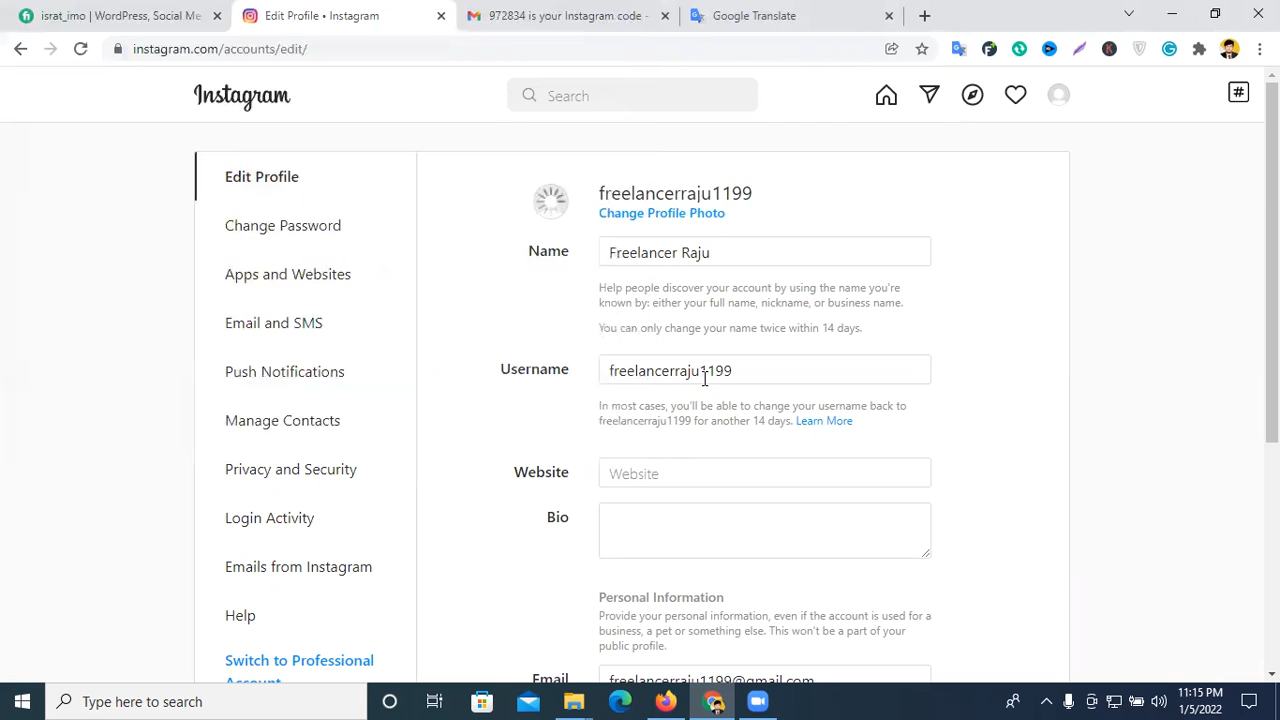 israt_imo | WordPress, Social Me
Edit Profile • Instagram
972834 is your Instagram code -
Google Translate
instagram.com/accounts/edit/
Instagram
Search
#
Edit Profile
Change Password
Apps and Websites
Email and SMS
Push Notifications
Manage Contacts
Privacy and Security
Login Activity
Emails from Instagram
Help
Switch to Professional
Account
freelancerraju1199
Change Profile Photo
Name
Freelancer Raju
Help people discover your account by using the name you're
known by: either your full name, nickname, or business name.
You can only change your name twice within 14 days.
Username
freelancerraju1199
In most cases, you'll be able to change your username back to
freelancerraju1199 for another 14 days. Learn More
Website
Website
Bio
Personal Information
Provide your personal information, even if the account is used for a
business, a pet or something else. This won't be a part of your
public profile.
Email
freelancerraju1199@gmail.com
Type here to search
11:15 PM
1/5/2022